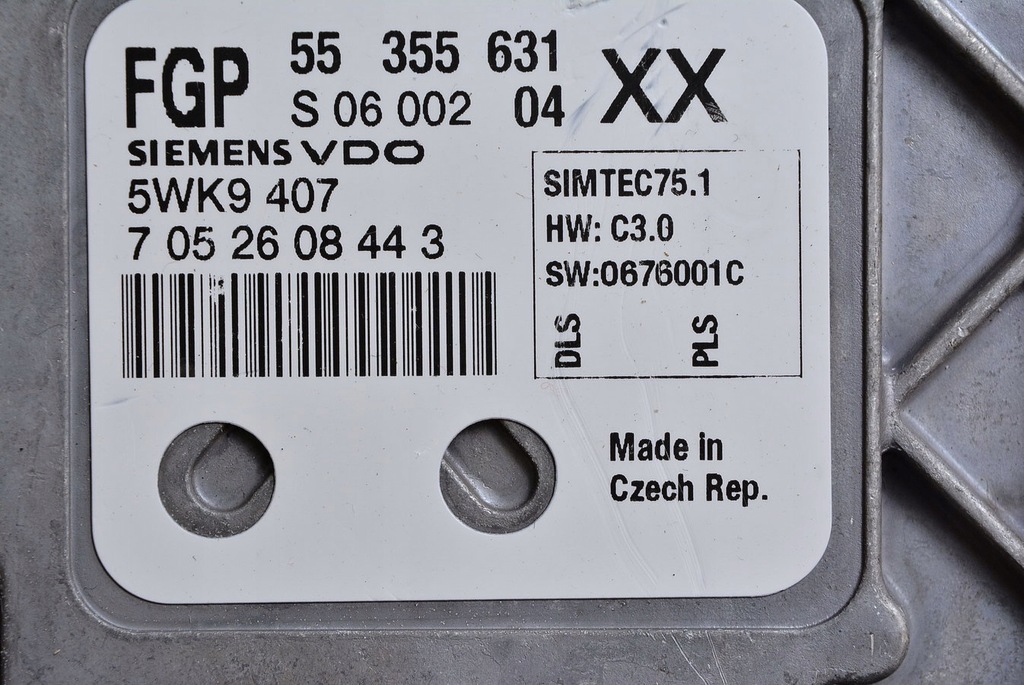 FGP 55 355 631 XX
S 06 002 04
SIEMENS VDO
5WK9 407
7 05 26 08 44 3
SIMTEC75.1
HW: C3.0
SW:0676001C
DLS PLS
Made in
Czech Rep.